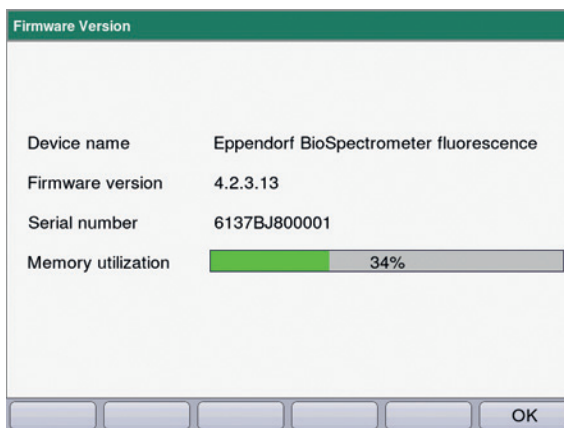 Firmware Version
Device name Eppendorf BioSpectrometer fluorescence
Firmware version 4.2.3.13
Serial number 6137BJ800001
Memory utilization 34%
OK